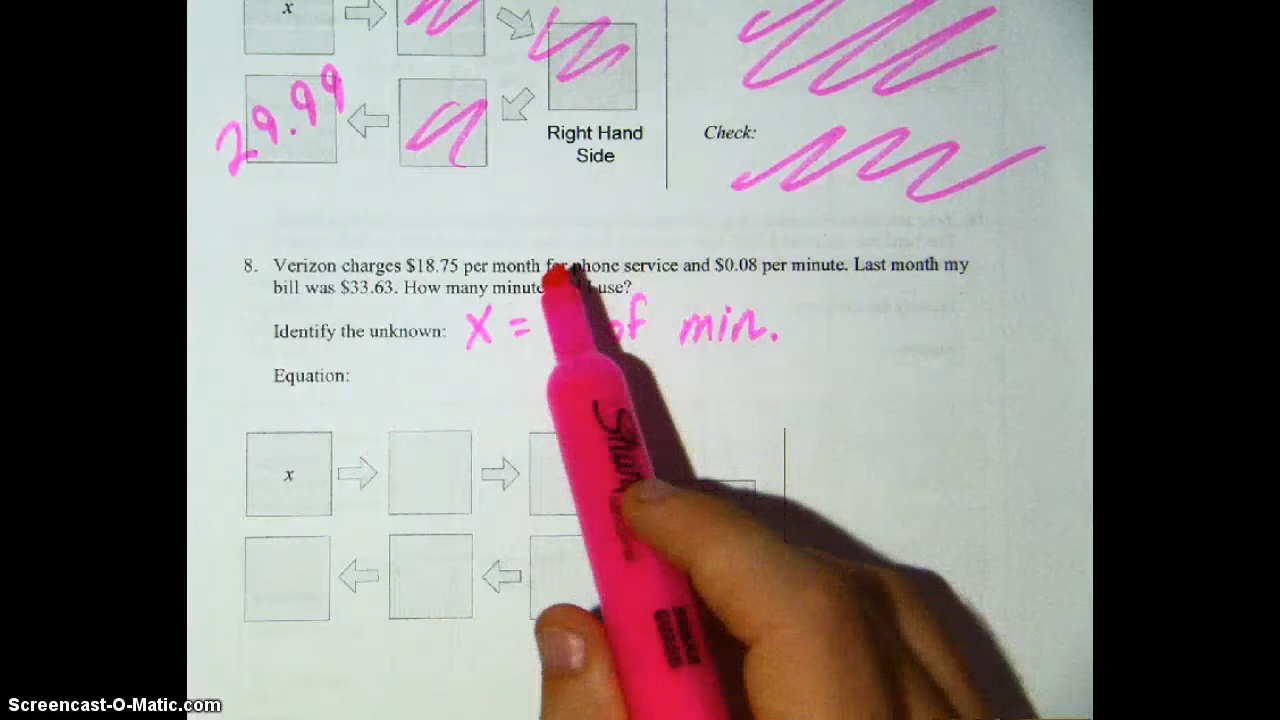 x
29.99
Right Hand
Side
Check:
8. Verizon charges $18.75 per month for phone service and $0.08 per minute. Last month my
bill was $33.63. How many minute use?
Identify the unknown: x = of min.
Equation:
x
Sharpie
SCREENCAST-O-MATIC.COM